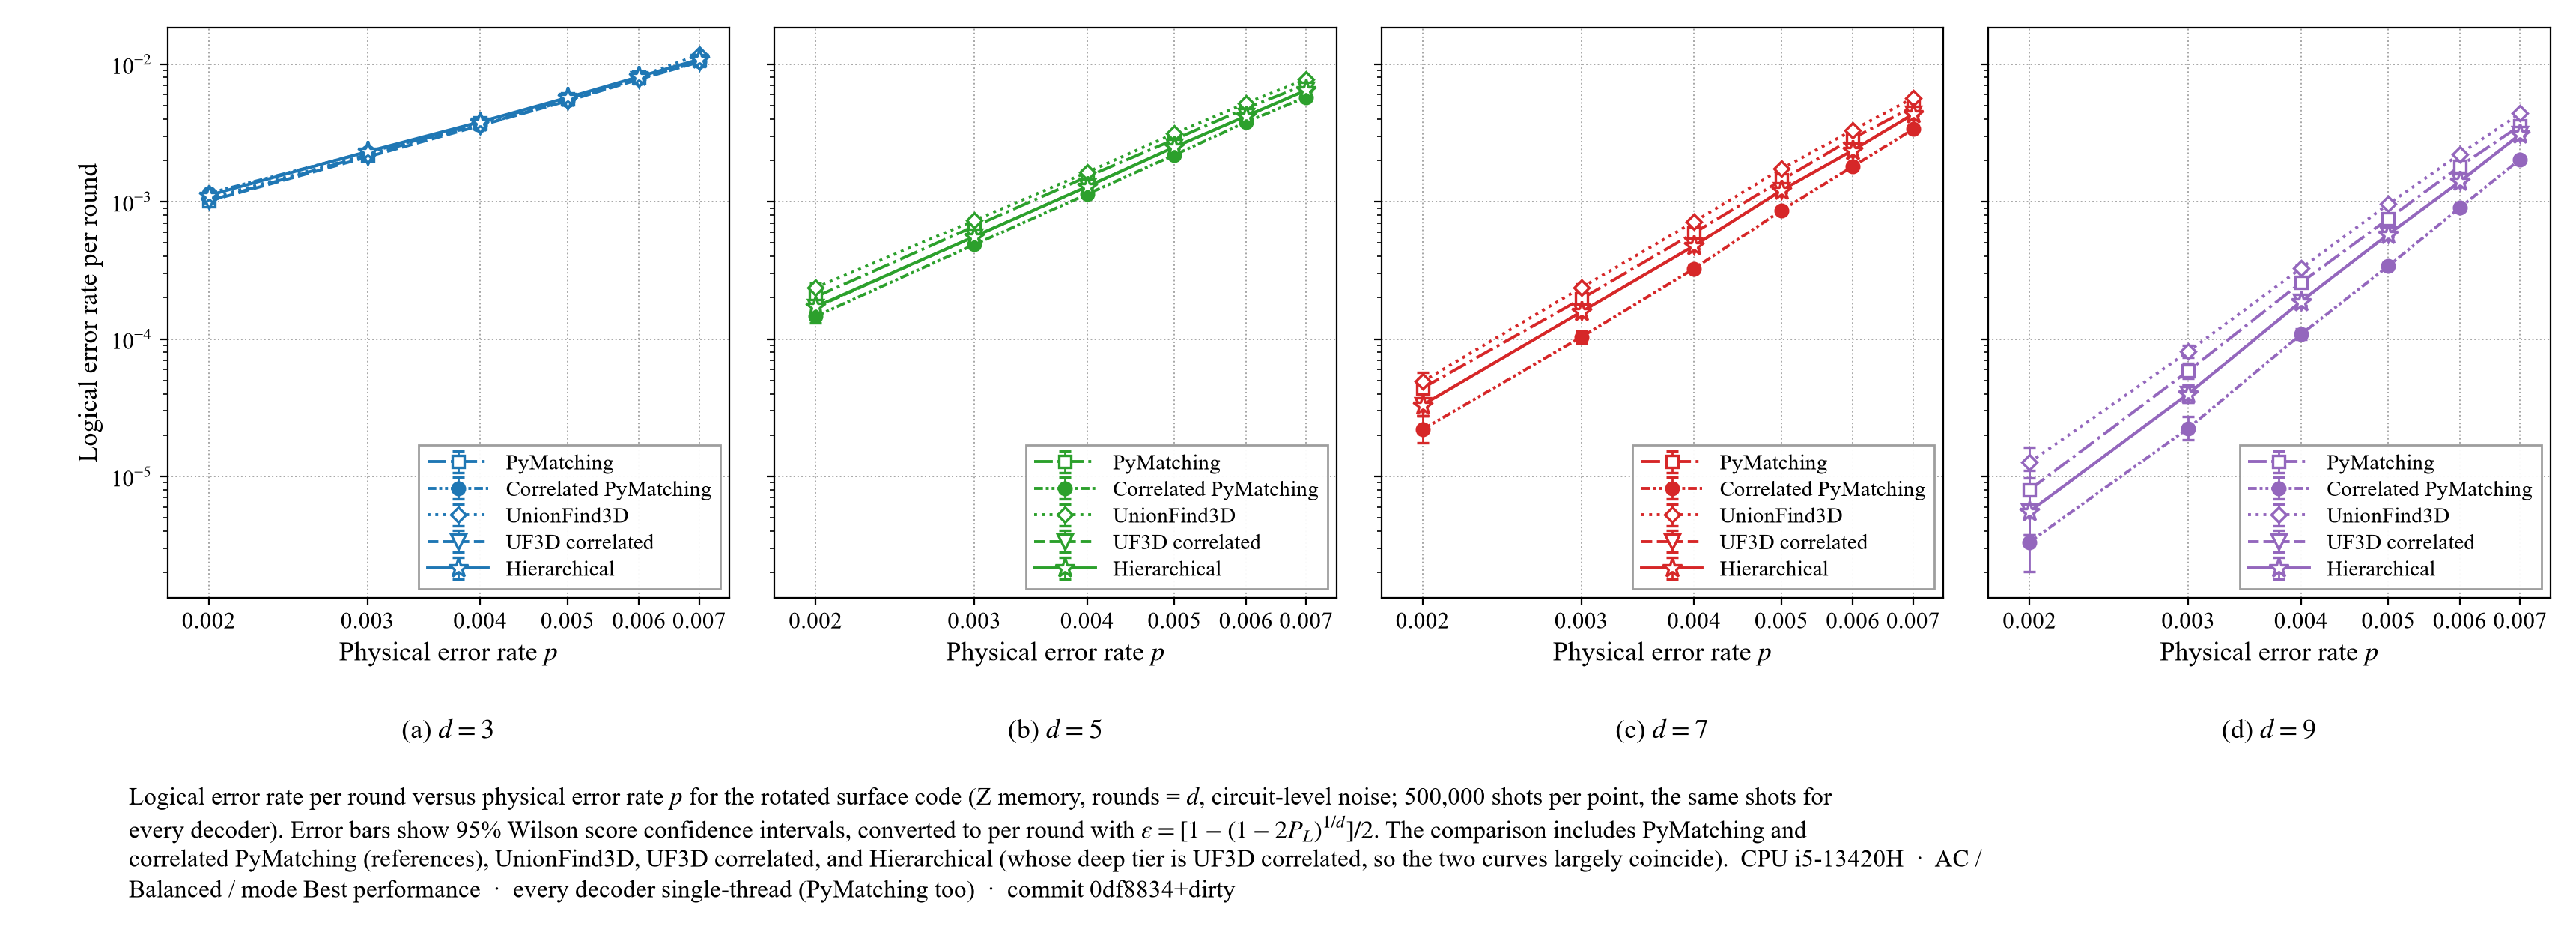 Logical error rate per round
10⁻²
10⁻³
10⁻⁴
10⁻⁵
PyMatching
Correlated PyMatching
UnionFind3D
UF3D correlated
Hierarchical
0.002 0.003 0.004 0.005 0.006 0.007
Physical error rate p
(a) d = 3
PyMatching
Correlated PyMatching
UnionFind3D
UF3D correlated
Hierarchical
0.002 0.003 0.004 0.005 0.006 0.007
Physical error rate p
(b) d = 5
PyMatching
Correlated PyMatching
UnionFind3D
UF3D correlated
Hierarchical
0.002 0.003 0.004 0.005 0.006 0.007
Physical error rate p
(c) d = 7
PyMatching
Correlated PyMatching
UnionFind3D
UF3D correlated
Hierarchical
0.002 0.003 0.004 0.005 0.006 0.007
Physical error rate p
(d) d = 9
Logical error rate per round versus physical error rate p for the rotated surface code (Z memory, rounds = d, circuit-level noise; 500,000 shots per point, the same shots for
every decoder). Error bars show 95% Wilson score confidence intervals, converted to per round with ε = [1 − (1 − 2P_L)^{1/d}]/2. The comparison includes PyMatching and
correlated PyMatching (references), UnionFind3D, UF3D correlated, and Hierarchical (whose deep tier is UF3D correlated, so the two curves largely coincide). CPU i5-13420H · AC /
Balanced / mode Best performance · every decoder single-thread (PyMatching too) · commit 0df8834+dirty